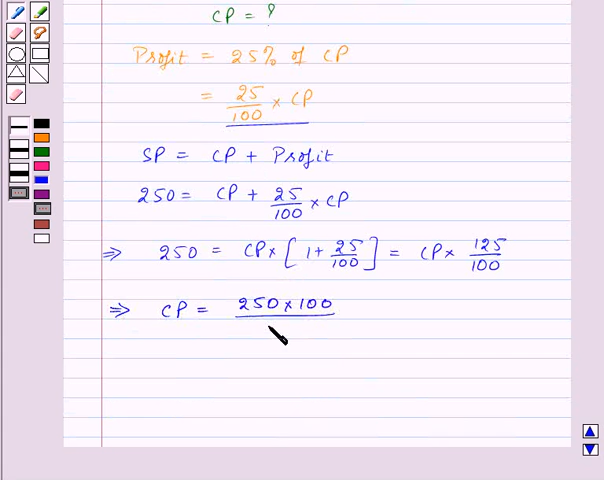 CP = ?
Profit = 25% of CP
= 25/100 × CP
SP = CP + Profit
250 = CP + 25/100 × CP
⇒ 250 = CP × [1 + 25/100] = CP × 125/100
⇒ CP = 250 × 100